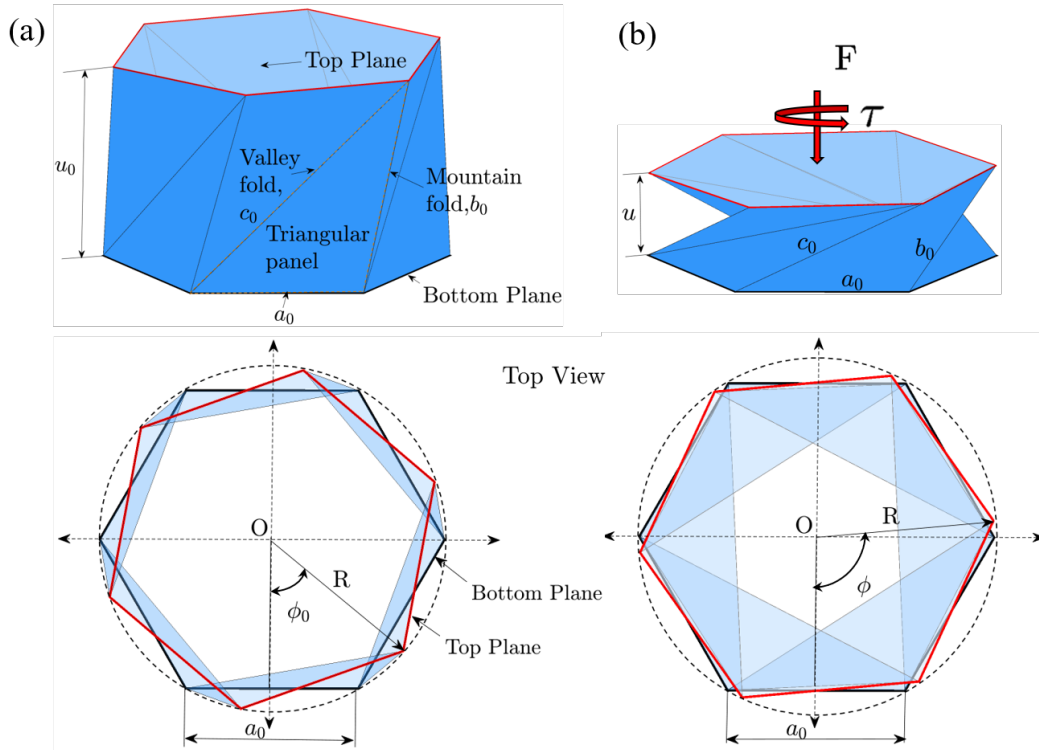 (a)
Top Plane
u₀
Valley
fold,
c₀
Mountain
fold,b₀
Triangular
panel
Bottom Plane
a₀
(b)
F
τ
u
c₀
b₀
a₀
Top View
O
R
ϕ₀
Bottom Plane
Top Plane
a₀
O
R
ϕ
a₀